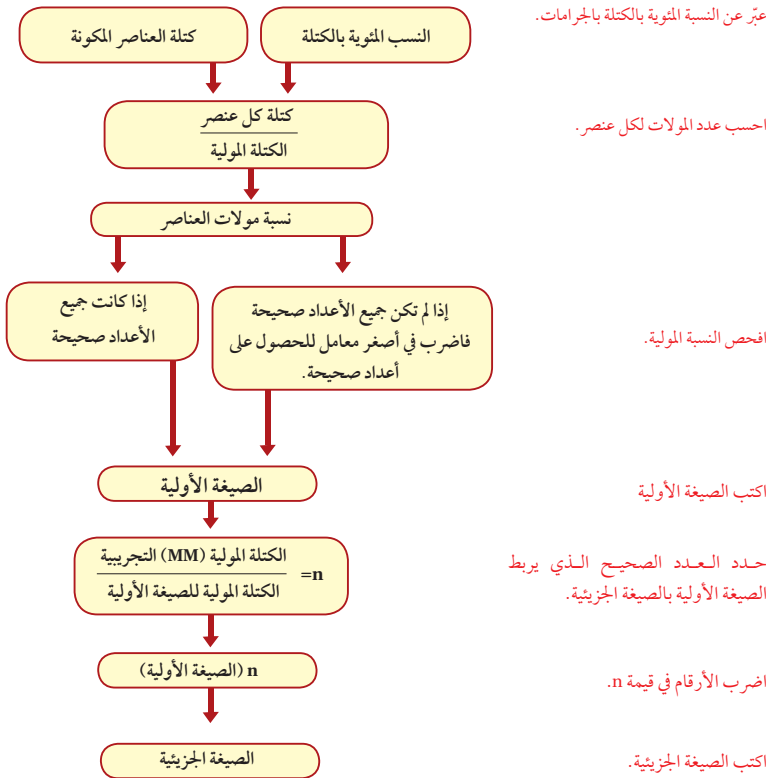 عبّر عن النسبة المئوية بالكتلة بالجرامات.
النسب المئوية بالكتلة
كتلة العناصر المكونة
احسب عدد المولات لكل عنصر.
كتلة كل عنصر
الكتلة المولية
نسبة مولات العناصر
افحص النسبة المولية.
إذا لم تكن جميع الأعداد صحيحة
فاضرب في أصغر معامل للحصول على
أعداد صحيحة.
إذا كانت جميع
الأعداد صحيحة
اكتب الصيغة الأولية
الصيغة الأولية
حدد العدد الصحيح الذي يربط
الصيغة الأولية بالصيغة الجزيئية.
n=
الكتلة المولية (MM) التجريبية
الكتلة المولية للصيغة الأولية
اضرب الأرقام في قيمة n.
n (الصيغة الأولية)
اكتب الصيغة الجزيئية.
الصيغة الجزيئية